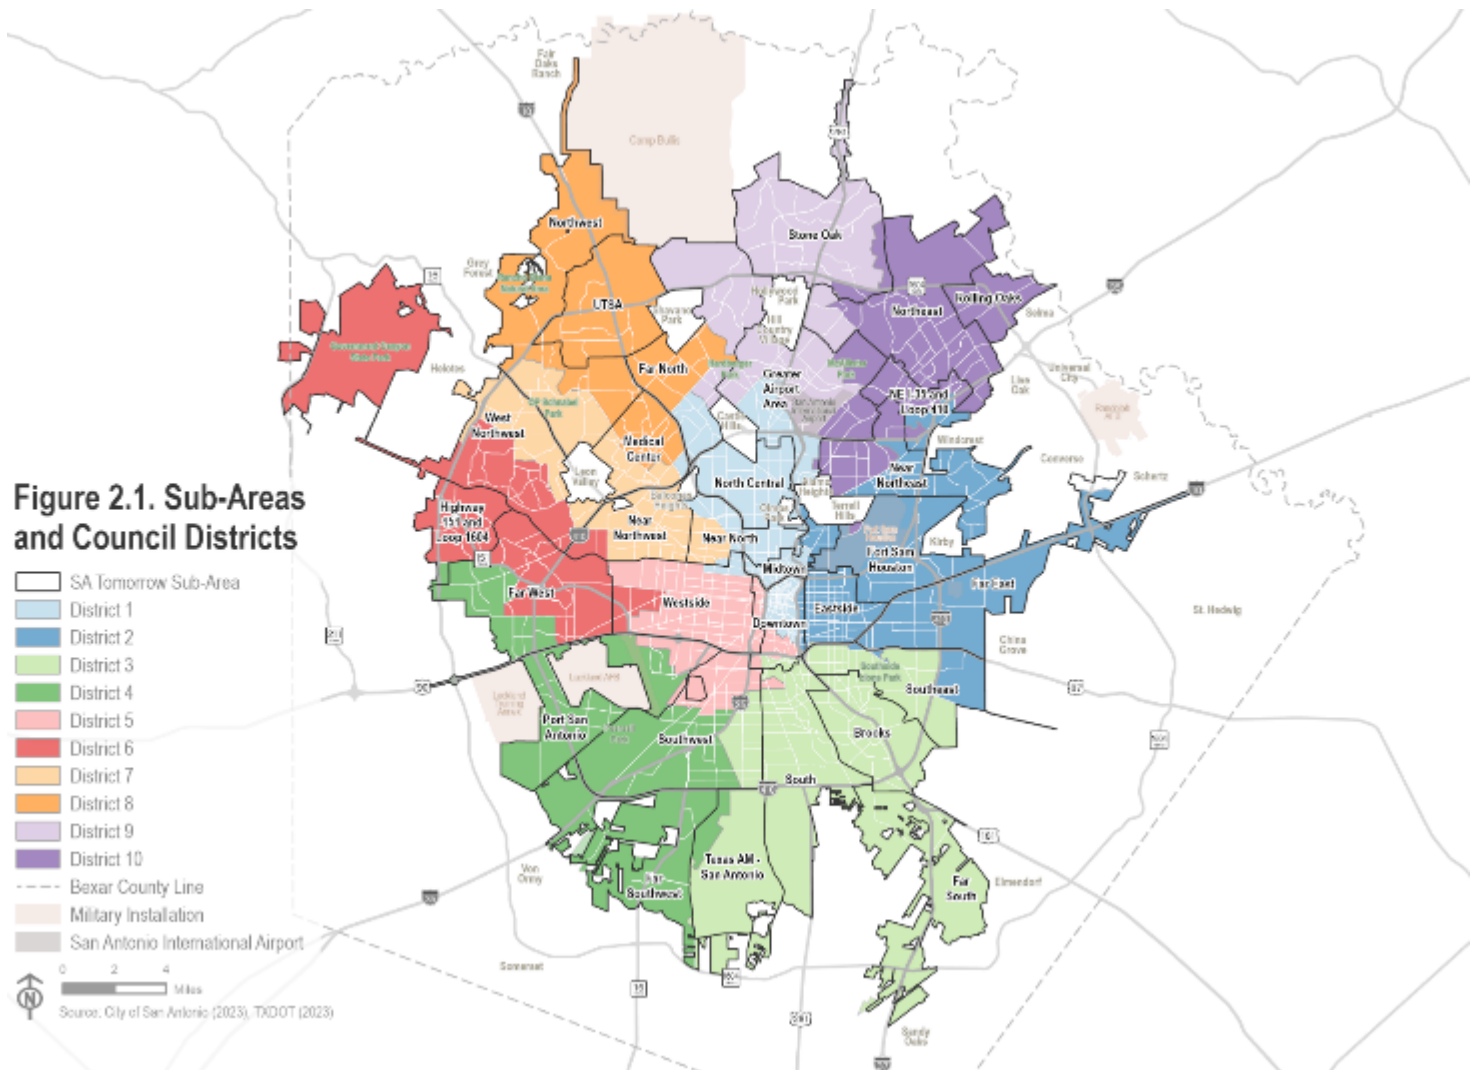 Fair
Oaks
Ranch
Camp Bullis
Northwest
Stone Oak
Grey
Forest
UTSA
Shavano
Park
Hollywood
Park
Hill
Country
Village
Northeast
Rolling Oaks
Selma
Helotes
Far North
Greater
Airport
Area
Universal
City
Live
Oak
NE I-35 and
Loop 410
West
Northwest
Castle
Hills
Medical
Center
Windcrest
Converse
Schertz
Leon
Valley
North Central
Near
Northeast
Alamo
Heights
Terrell
Hills
Olmos
Park
Balcones
Heights
Figure 2.1. Sub-Areas
and Council Districts
Highway
151 and
Loop 1604
Near
Northwest
Near North
Kirby
Fort Sam
Houston
Midtown
SA Tomorrow Sub-Area
District 1
District 2
District 3
District 4
District 5
District 6
District 7
District 8
District 9
District 10
Bexar County Line
Military Installation
San Antonio International Airport
Far West
Westside
Far East
Eastside
Downtown
St. Hedwig
China
Grove
90
87
Lackland AFB
Southeast
Port San
Antonio
Southwest
Brooks
South
181
Von
Ormy
Texas AM -
San Antonio
Far
Southwest
Far
South
Elmendorf
Somerset
Sandy
Oaks
0 2 4
Miles
N
Source: City of San Antonio (2023), TXDOT (2023)